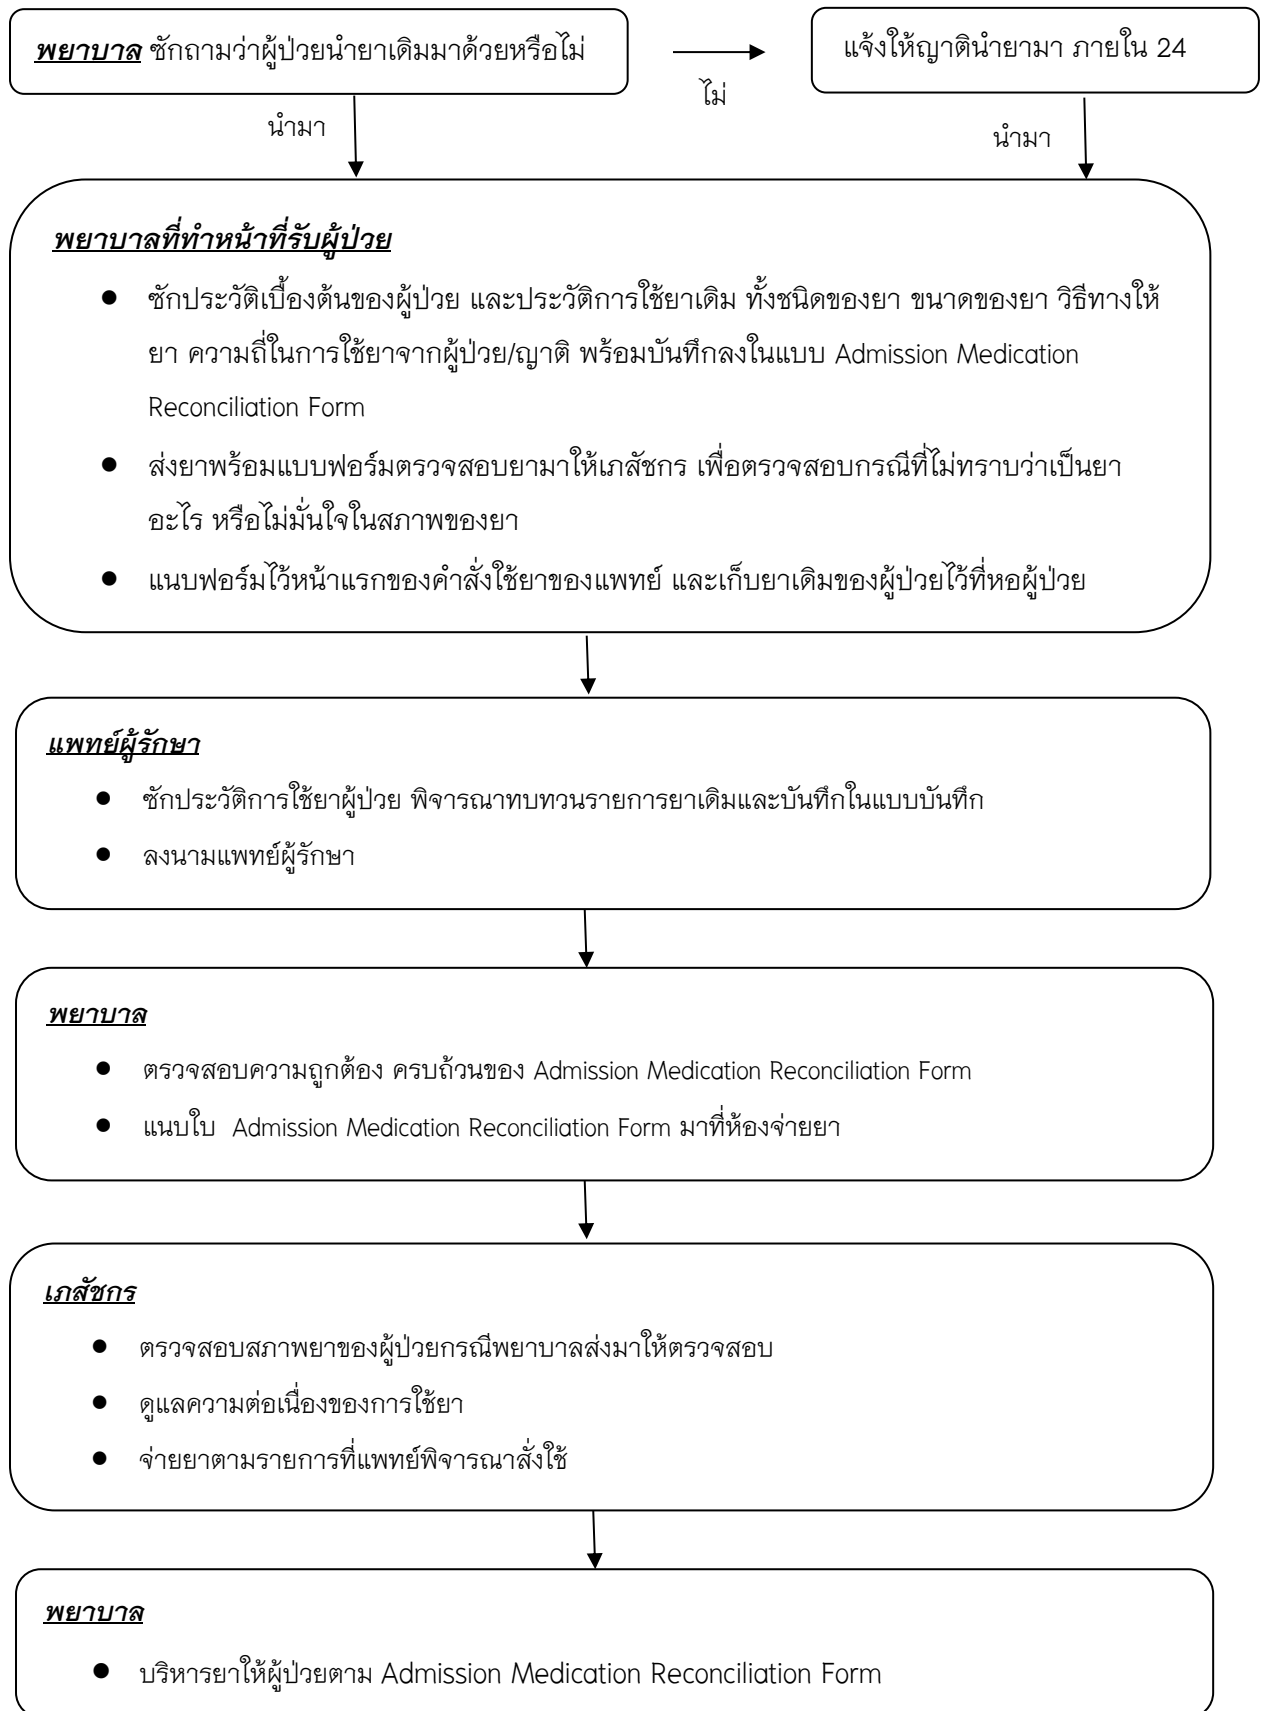 พยาบาล ซักถามว่าผู้ป่วยนำยาเดิมมาด้วยหรือไม่
แจ้งให้ญาตินำยามา ภายใน 24
ไม่
นำมา
นำมา
พยาบาลที่ทำหน้าที่รับผู้ป่วย
● ซักประวัติเบื้องต้นของผู้ป่วย และประวัติการใช้ยาเดิม ทั้งชนิดของยา ขนาดของยา วิธีทางให้
ยา ความถี่ในการใช้ยาจากผู้ป่วย/ญาติ พร้อมบันทึกลงในแบบ Admission Medication
Reconciliation Form
● ส่งยาพร้อมแบบฟอร์มตรวจสอบยามาให้เภสัชกร เพื่อตรวจสอบกรณีที่ไม่ทราบว่าเป็นยา
อะไร หรือไม่มั่นใจในสภาพของยา
● แนบฟอร์มไว้หน้าแรกของคำสั่งใช้ยาของแพทย์ และเก็บยาเดิมของผู้ป่วยไว้ที่หอผู้ป่วย
แพทย์ผู้รักษา
● ซักประวัติการใช้ยาผู้ป่วย พิจารณาทบทวนรายการยาเดิมและบันทึกในแบบบันทึก
● ลงนามแพทย์ผู้รักษา
พยาบาล
● ตรวจสอบความถูกต้อง ครบถ้วนของ Admission Medication Reconciliation Form
● แนบใบ Admission Medication Reconciliation Form มาที่ห้องจ่ายยา
เภสัชกร
● ตรวจสอบสภาพยาของผู้ป่วยกรณีพยาบาลส่งมาให้ตรวจสอบ
● ดูแลความต่อเนื่องของการใช้ยา
● จ่ายยาตามรายการที่แพทย์พิจารณาสั่งใช้
พยาบาล
● บริหารยาให้ผู้ป่วยตาม Admission Medication Reconciliation Form